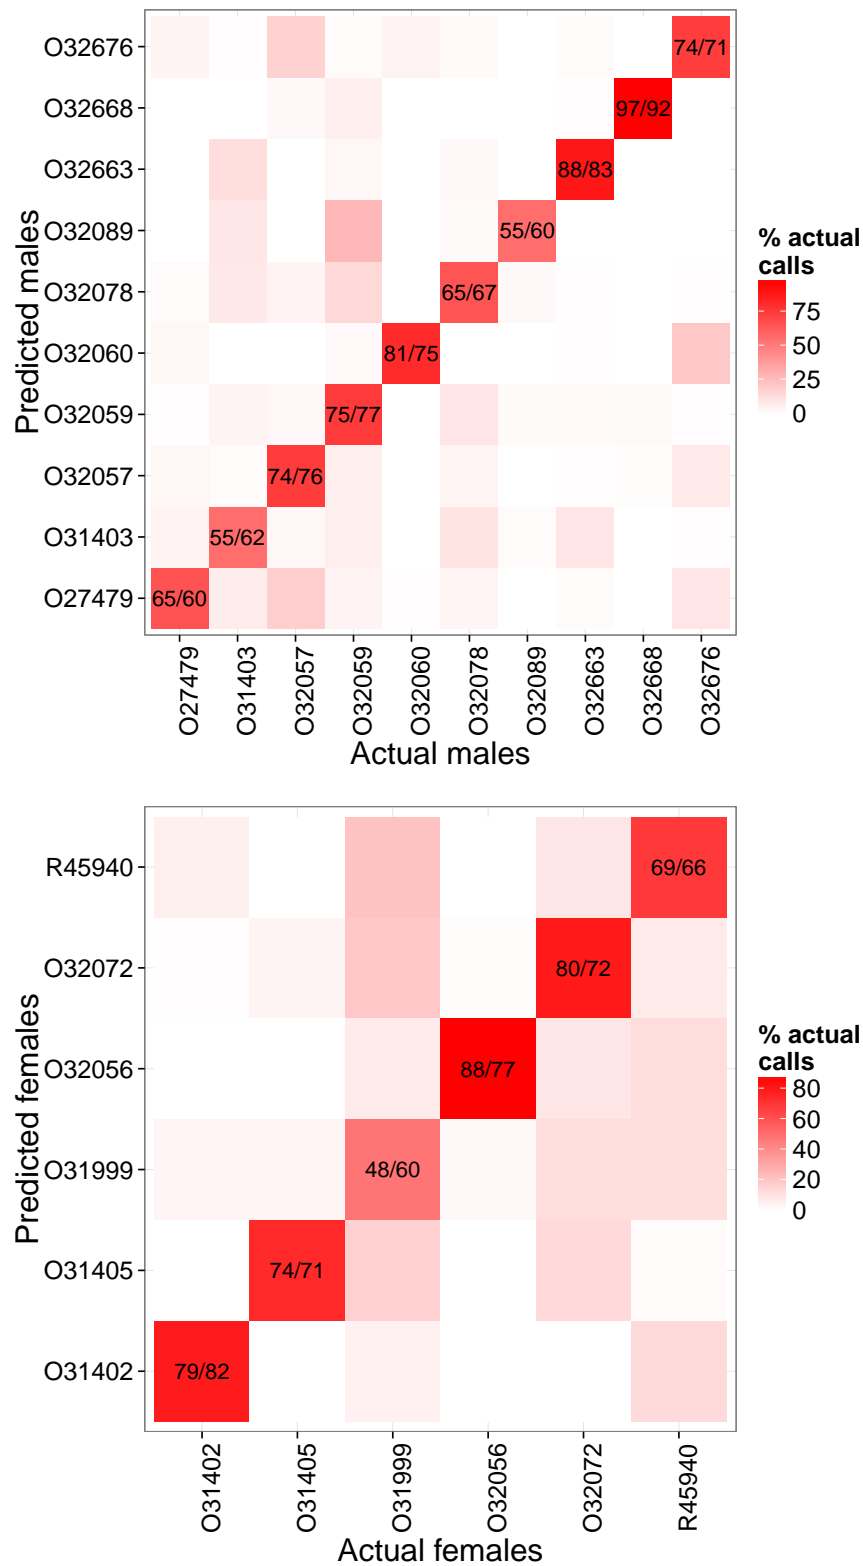 O32676
74/71
O32668
97/92
O32663
88/83
O32089
55/60
O32078
65/67
O32060
81/75
O32059
75/77
O32057
74/76
O31403
55/62
O27479
65/60
Predicted males
O27479
O31403
O32057
O32059
O32060
O32078
O32089
O32663
O32668
O32676
Actual males
% actual
calls
75
50
25
0
R45940
69/66
O32072
80/72
O32056
88/77
O31999
48/60
O31405
74/71
O31402
79/82
Predicted females
O31402
O31405
O31999
O32056
O32072
R45940
Actual females
% actual
calls
80
60
40
20
0